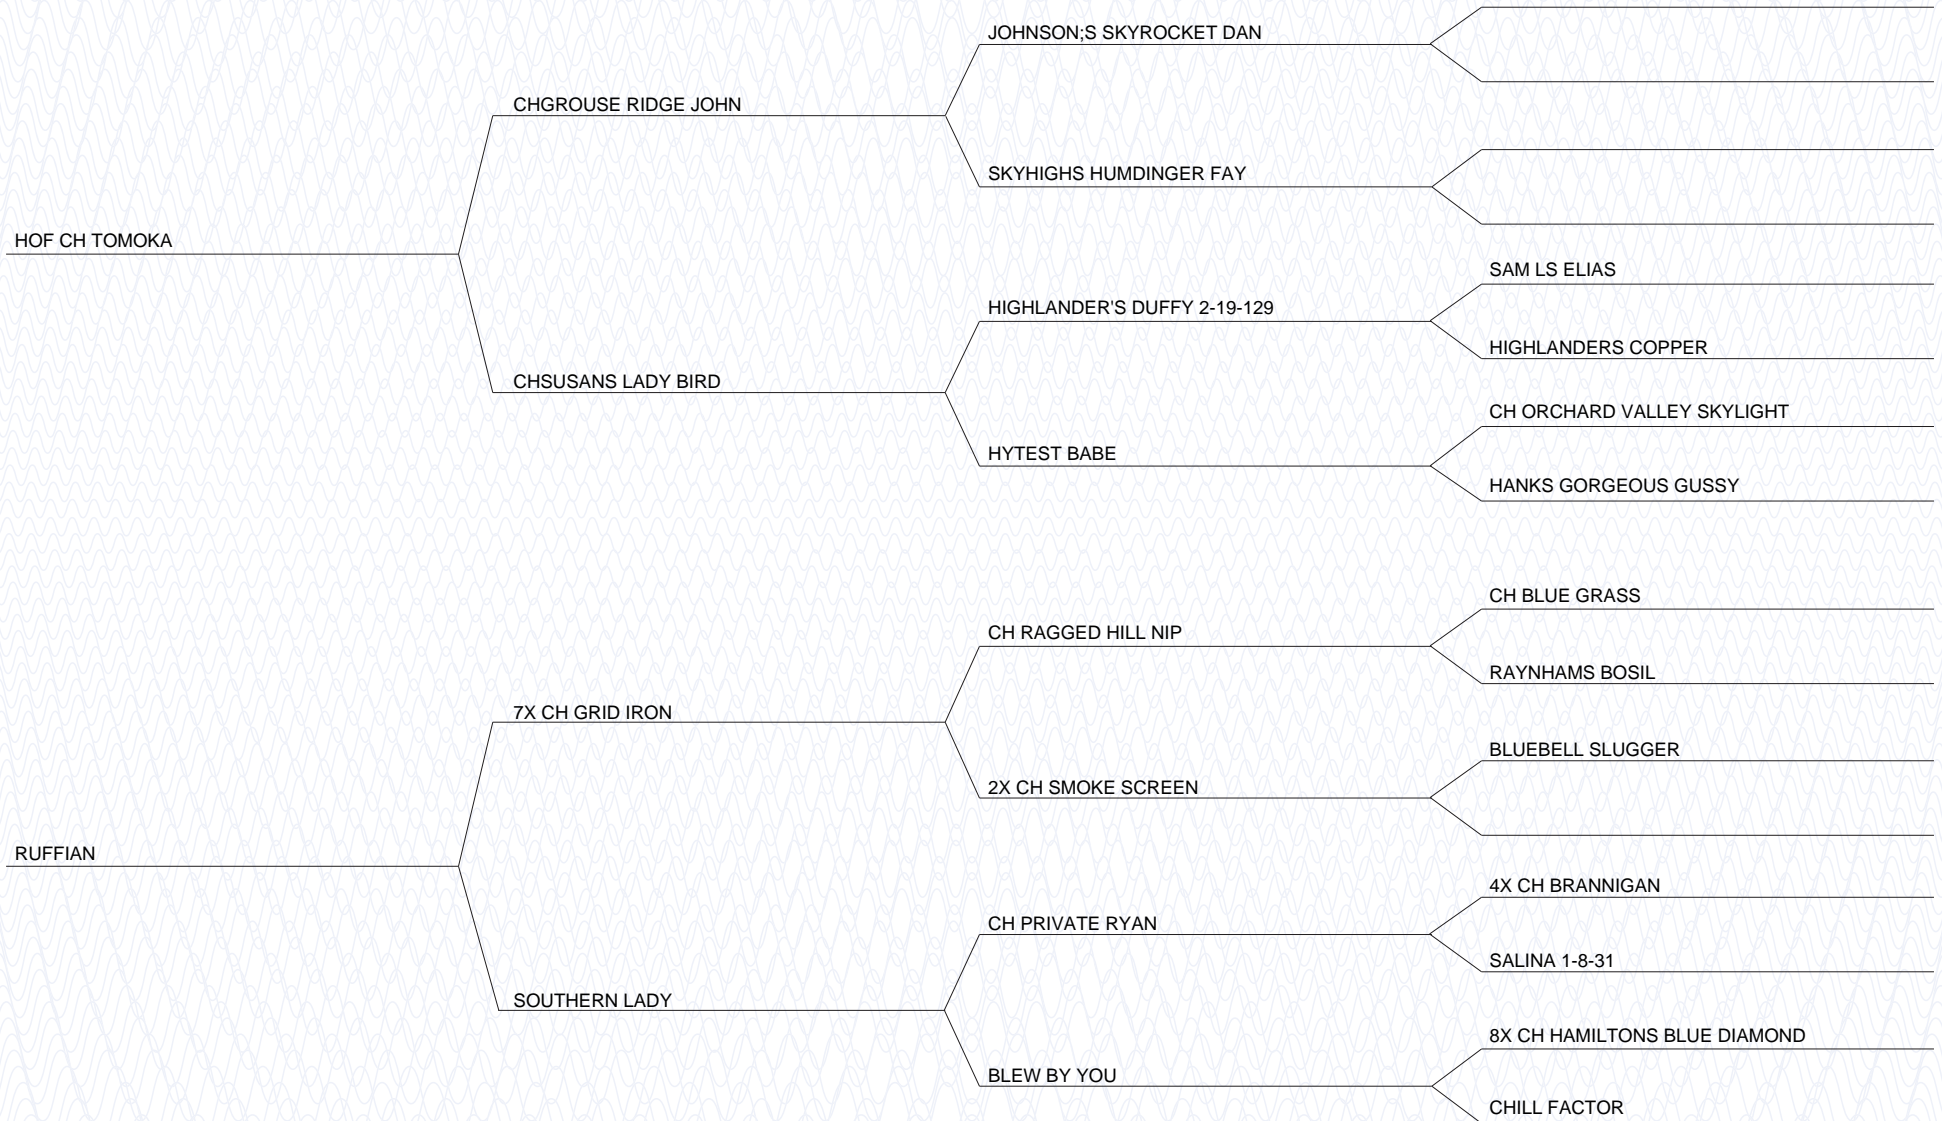 JOHNSON;S SKYROCKET DAN
CHGROUSE RIDGE JOHN
SKYHIGHS HUMDINGER FAY
HOF CH TOMOKA
SAM LS ELIAS
HIGHLANDER'S DUFFY 2-19-129
HIGHLANDERS COPPER
CHSUSANS LADY BIRD
CH ORCHARD VALLEY SKYLIGHT
HYTEST BABE
HANKS GORGEOUS GUSSY
CH BLUE GRASS
CH RAGGED HILL NIP
RAYNHAMS BOSIL
7X CH GRID IRON
BLUEBELL SLUGGER
2X CH SMOKE SCREEN
RUFFIAN
4X CH BRANNIGAN
CH PRIVATE RYAN
SALINA 1-8-31
SOUTHERN LADY
8X CH HAMILTONS BLUE DIAMOND
BLEW BY YOU
CHILL FACTOR